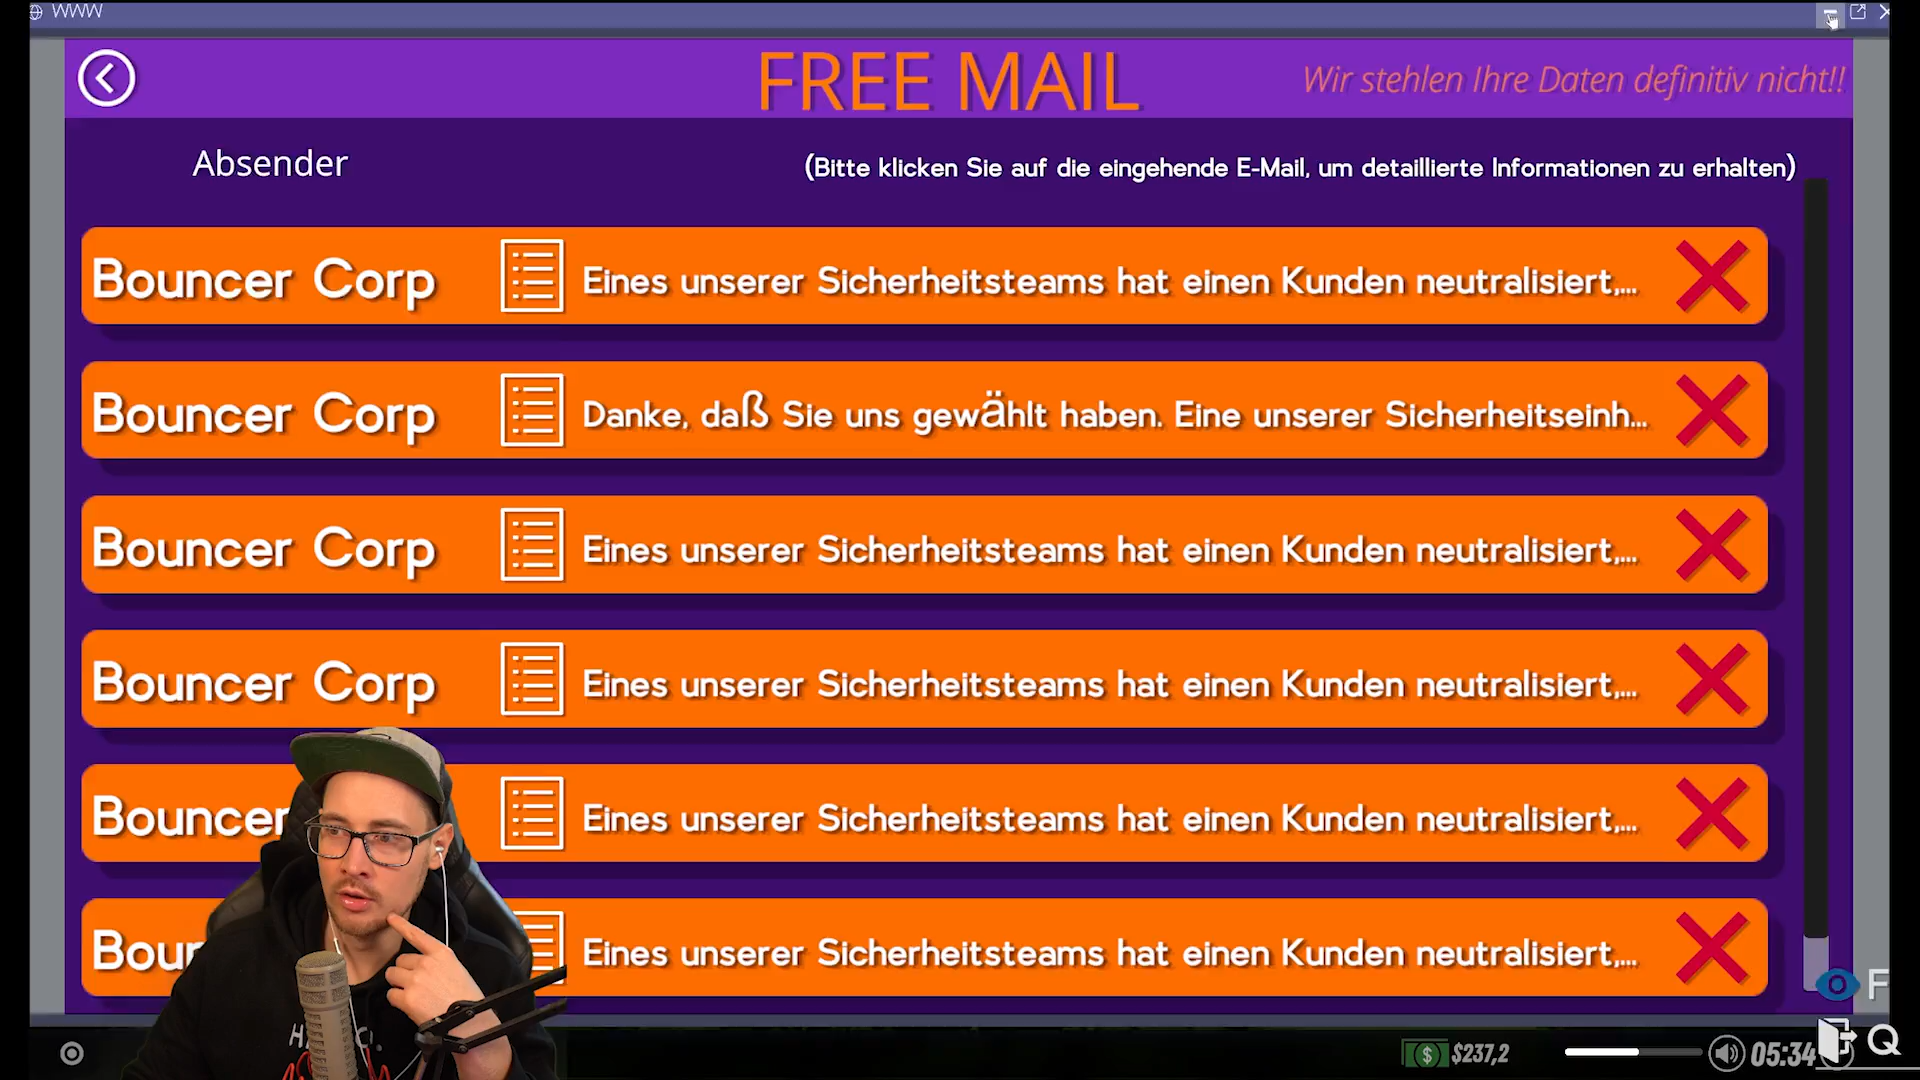 WWW
FREE MAIL
Wir stehlen Ihre Daten definitiv nicht!!
Absender
(Bitte klicken Sie auf die eingehende E-Mail, um detaillierte Informationen zu erhalten)
Bouncer Corp Eines unserer Sicherheitsteams hat einen Kunden neutralisiert,...
Bouncer Corp Danke, daß Sie uns gewählt haben. Eine unserer Sicherheitseinh...
Bouncer Corp Eines unserer Sicherheitsteams hat einen Kunden neutralisiert,...
Bouncer Corp Eines unserer Sicherheitsteams hat einen Kunden neutralisiert,...
Bouncer Eines unserer Sicherheitsteams hat einen Kunden neutralisiert,...
Eines unserer Sicherheitsteams hat einen Kunden neutralisiert,...
F
$237,2
05:34
Q